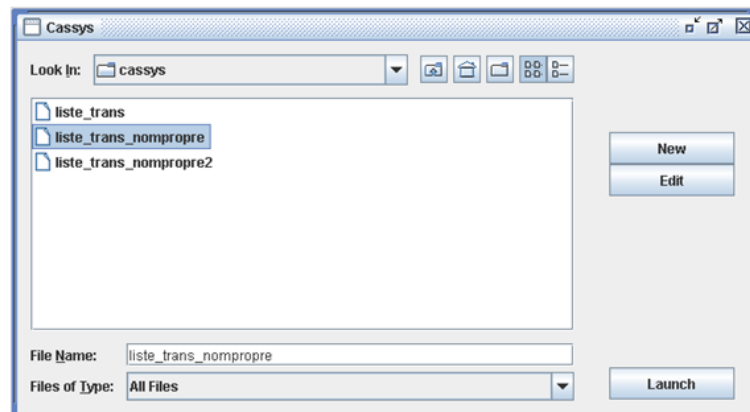 Cassys
Look In: cassys
liste_trans
liste_trans_nompropre
liste_trans_nompropre2
New
Edit
File Name: liste_trans_nompropre
Files of Type: All Files
Launch